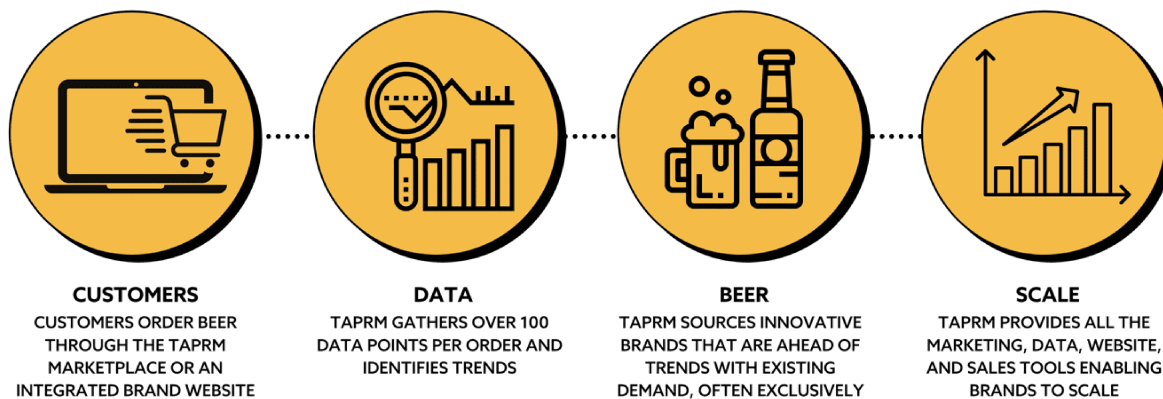 CUSTOMERS
CUSTOMERS ORDER BEER
THROUGH THE TAPRM
MARKETPLACE OR AN
INTEGRATED BRAND WEBSITE
DATA
TAPRM GATHERS OVER 100
DATA POINTS PER ORDER AND
IDENTIFIES TRENDS
BEER
TAPRM SOURCES INNOVATIVE
BRANDS THAT ARE AHEAD OF
TRENDS WITH EXISTING
DEMAND, OFTEN EXCLUSIVELY
SCALE
TAPRM PROVIDES ALL THE
MARKETING, DATA, WEBSITE,
AND SALES TOOLS ENABLING
BRANDS TO SCALE